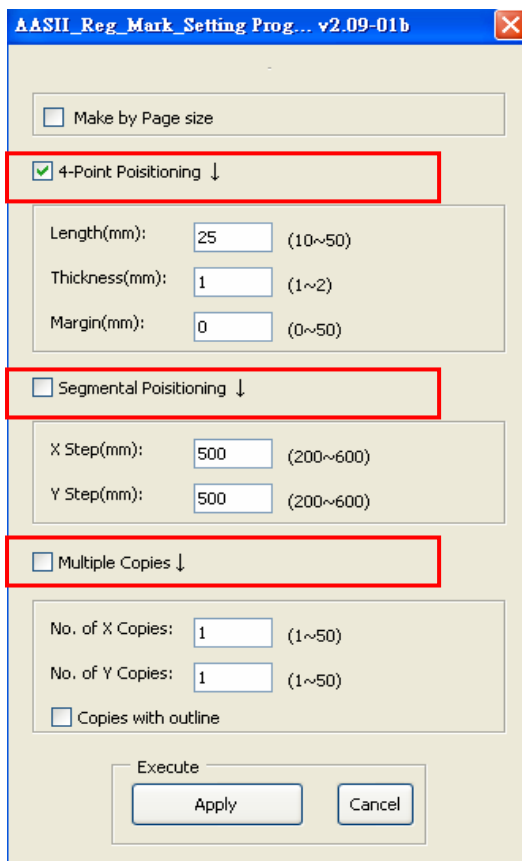 AASII_Reg_Mark_Setting Prog... v2.09-01b
Make by Page size
4-Point Poisitioning ↓
Length(mm): 25 (10~50)
Thickness(mm): 1 (1~2)
Margin(mm): 0 (0~50)
Segmental Poisitioning ↓
X Step(mm): 500 (200~600)
Y Step(mm): 500 (200~600)
Multiple Copies ↓
No. of X Copies: 1 (1~50)
No. of Y Copies: 1 (1~50)
Copies with outline
Execute
Apply Cancel